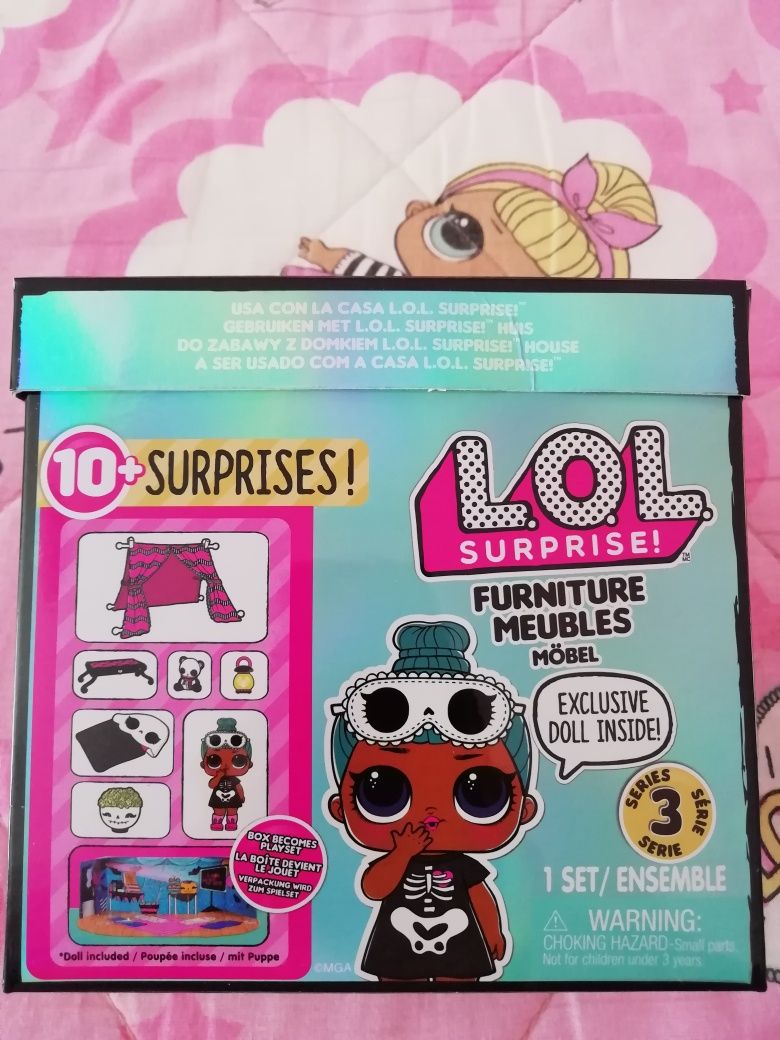 USA CON LA CASA L.O.L. SURPRISE!™
GEBRUIKEN MET L.O.L. SURPRISE!™ HUIS
DO ZABAWY Z DOMKIEM L.O.L. SURPRISE!™ HOUSE
A SER USADO COM A CASA L.O.L. SURPRISE!™
10+ SURPRISES!
L.O.L.
SURPRISE!™
FURNITURE
MEUBLES
MÖBEL
EXCLUSIVE
DOLL INSIDE!
SERIES
3
SÉRIE
SERIE
BOX BECOMES
PLAYSET
LA BOÎTE DEVIENT
LE JOUET
VERPACKUNG WIRD
ZUM SPIELSET
1 SET/ ENSEMBLE
⚠ WARNING:
CHOKING HAZARD-Small parts.
Not for children under 3 years.
*Doll included / Poupée incluse / mit Puppe
©MGA